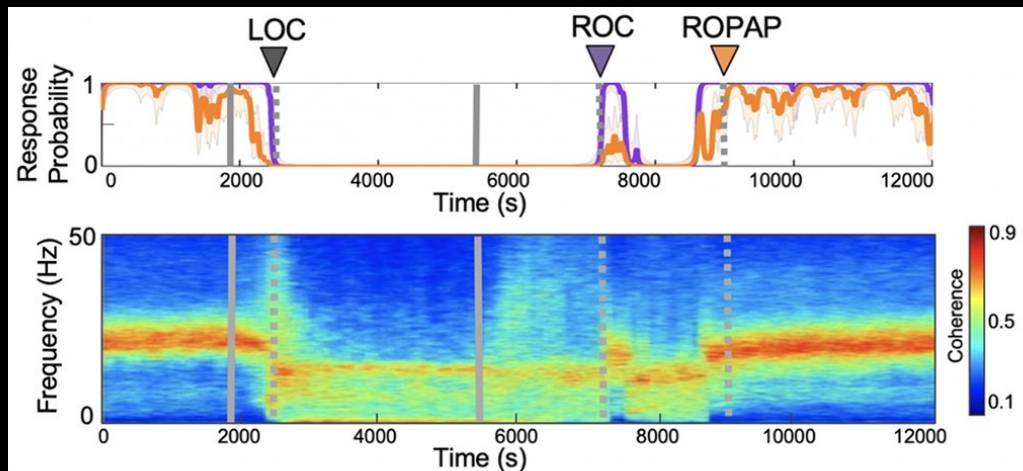 LOC ROC ROPAP
Response
Probability
1
0
0 2000 4000 6000 8000 10000 12000
Time (s)
Frequency (Hz)
50
0
0 2000 4000 6000 8000 10000 12000
Time (s)
0.9
0.5
0.1
Coherence